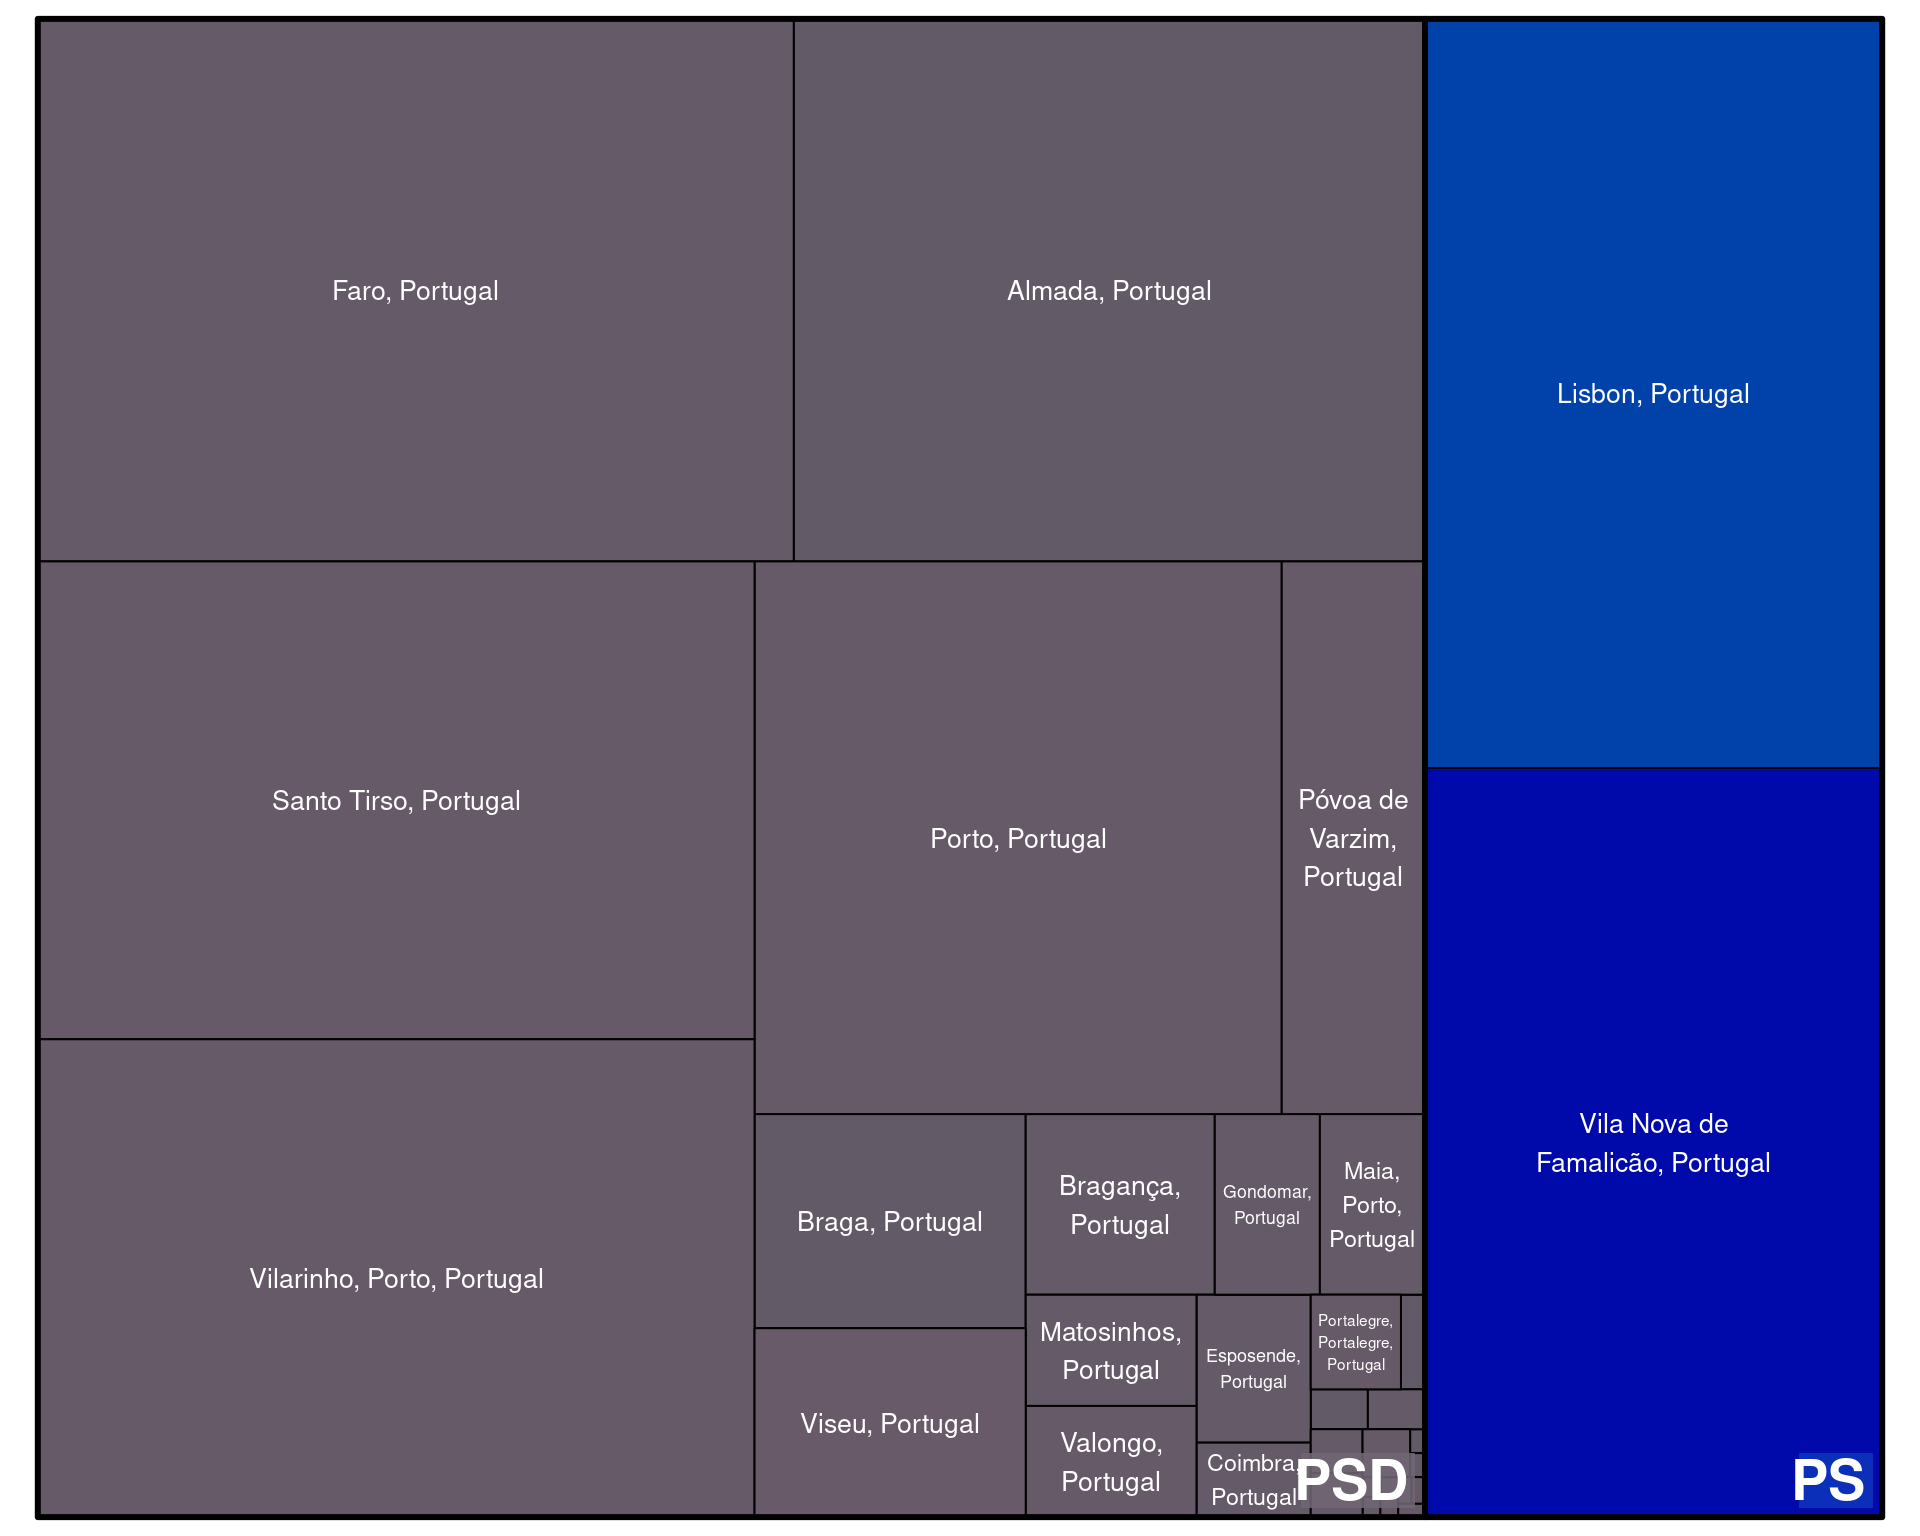 Faro, Portugal
Almada, Portugal
Lisbon, Portugal
Santo Tirso, Portugal
Porto, Portugal
Póvoa de
Varzim,
Portugal
Vilarinho, Porto, Portugal
Braga, Portugal
Viseu, Portugal
Bragança,
Portugal
Gondomar,
Portugal
Maia,
Porto,
Portugal
Matosinhos,
Portugal
Valongo,
Portugal
Esposende,
Portugal
Coimbra,
Portugal
Portalegre,
Portalegre,
Portugal
PSD
Vila Nova de
Famalicão, Portugal
PS